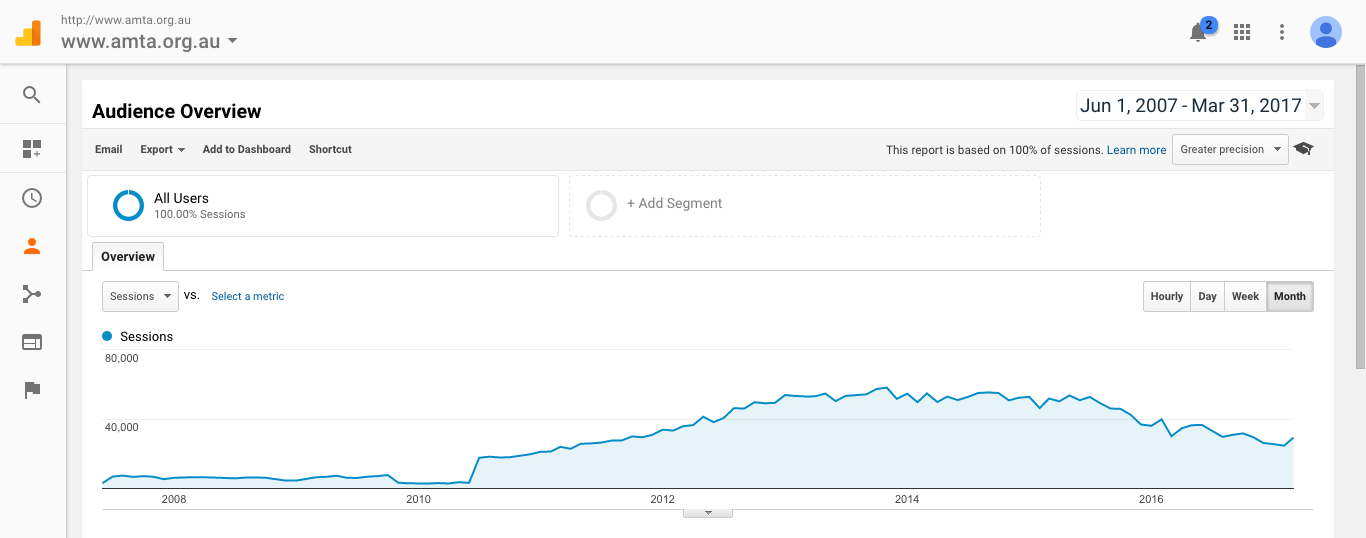 http://www.amta.org.au
www.amta.org.au
2
Audience Overview
Jun 1, 2007 - Mar 31, 2017
Email Export Add to Dashboard Shortcut
This report is based on 100% of sessions. Learn more Greater precision
All Users
100.00% Sessions
+ Add Segment
Overview
Sessions vs. Select a metric
Hourly Day Week Month
Sessions
80,000
40,000
2008 2010 2012 2014 2016